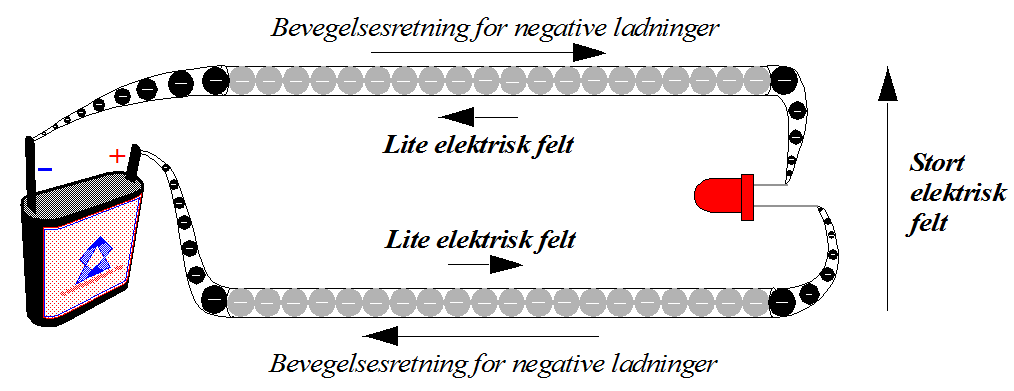 Bevegelsesretning for negative ladninger
Lite elektrisk felt
− +
Stort
elektrisk
felt
Lite elektrisk felt
Bevegelsesretning for negative ladninger